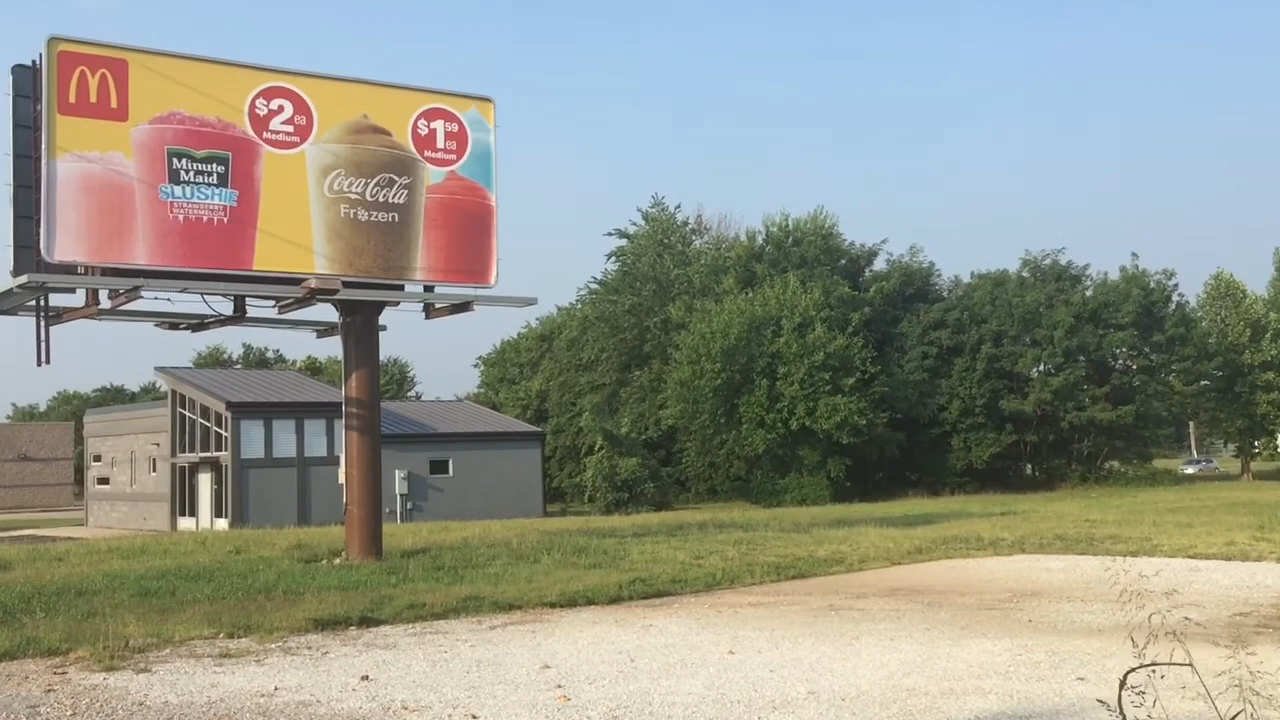 Minute
Maid
SLUSHIE
STRAWBERRY
WATERMELON
$2 ea
Medium
Coca-Cola
Frozen
$1 59
ea
Medium